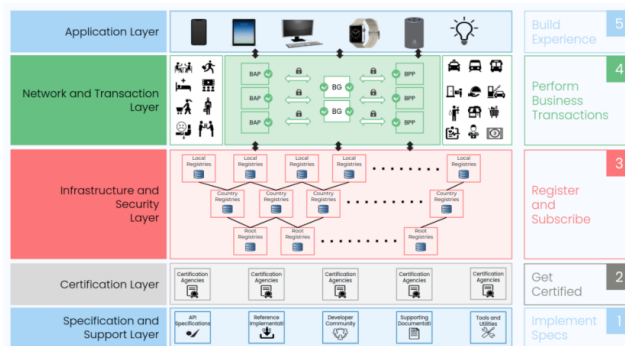 Application Layer
Build
Experience
5
Network and Transaction
Layer
BAP
BG
BPP
BAP
BG
BPP
BAP
BPP
Perform
Business
Transactions
4
Infrastructure and
Security
Layer
Local
Registries
Local
Registries
Local
Registries
Local
Registries
Local
Registries
Country
Registries
Country
Registries
Country
Registries
Country
Registries
Root
Registries
Root
Registries
Root
Registries
Register
and
Subscribe
3
Certification Layer
Certification
Agencies
Certification
Agencies
Certification
Agencies
Certification
Agencies
Certification
Agencies
Get
Certified
2
Specification and
Support Layer
API
Specifications
Reference
Implementati
Developer
Community
Supporting
Documentati
Tools and
Utilities
Implement
Specs
1